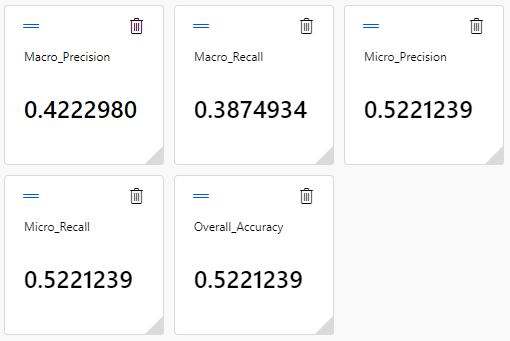 Macro_Precision
0.4222980
Macro_Recall
0.3874934
Micro_Precision
0.5221239
Micro_Recall
0.5221239
Overall_Accuracy
0.5221239